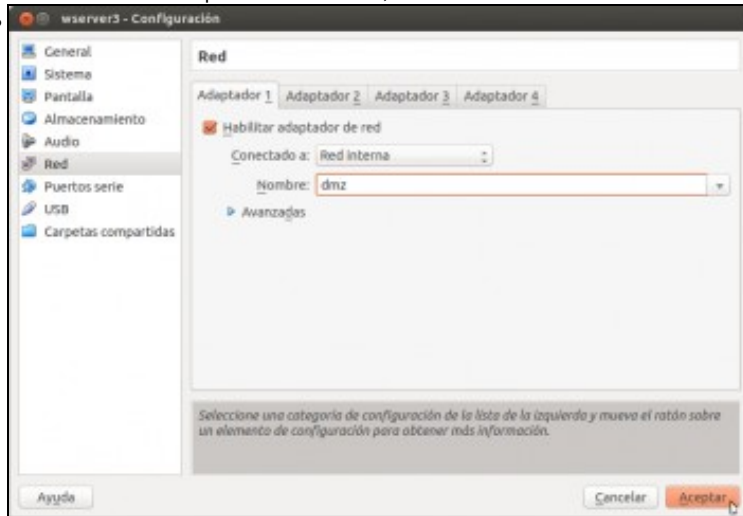 wserver3 - Configuración
General
Sistema
Pantalla
Almacenamiento
Audio
Red
Puertos serie
USB
Carpetas compartidas
Red
Adaptador 1 Adaptador 2 Adaptador 3 Adaptador 4
Habilitar adaptador de red
Conectado a: Red interna
Nombre: dmz
Avanzadas
Seleccione una categoría de configuración de la lista de la izquierda y mueva el ratón sobre
un elemento de configuración para obtener más información.
Ayuda Cancelar Aceptar